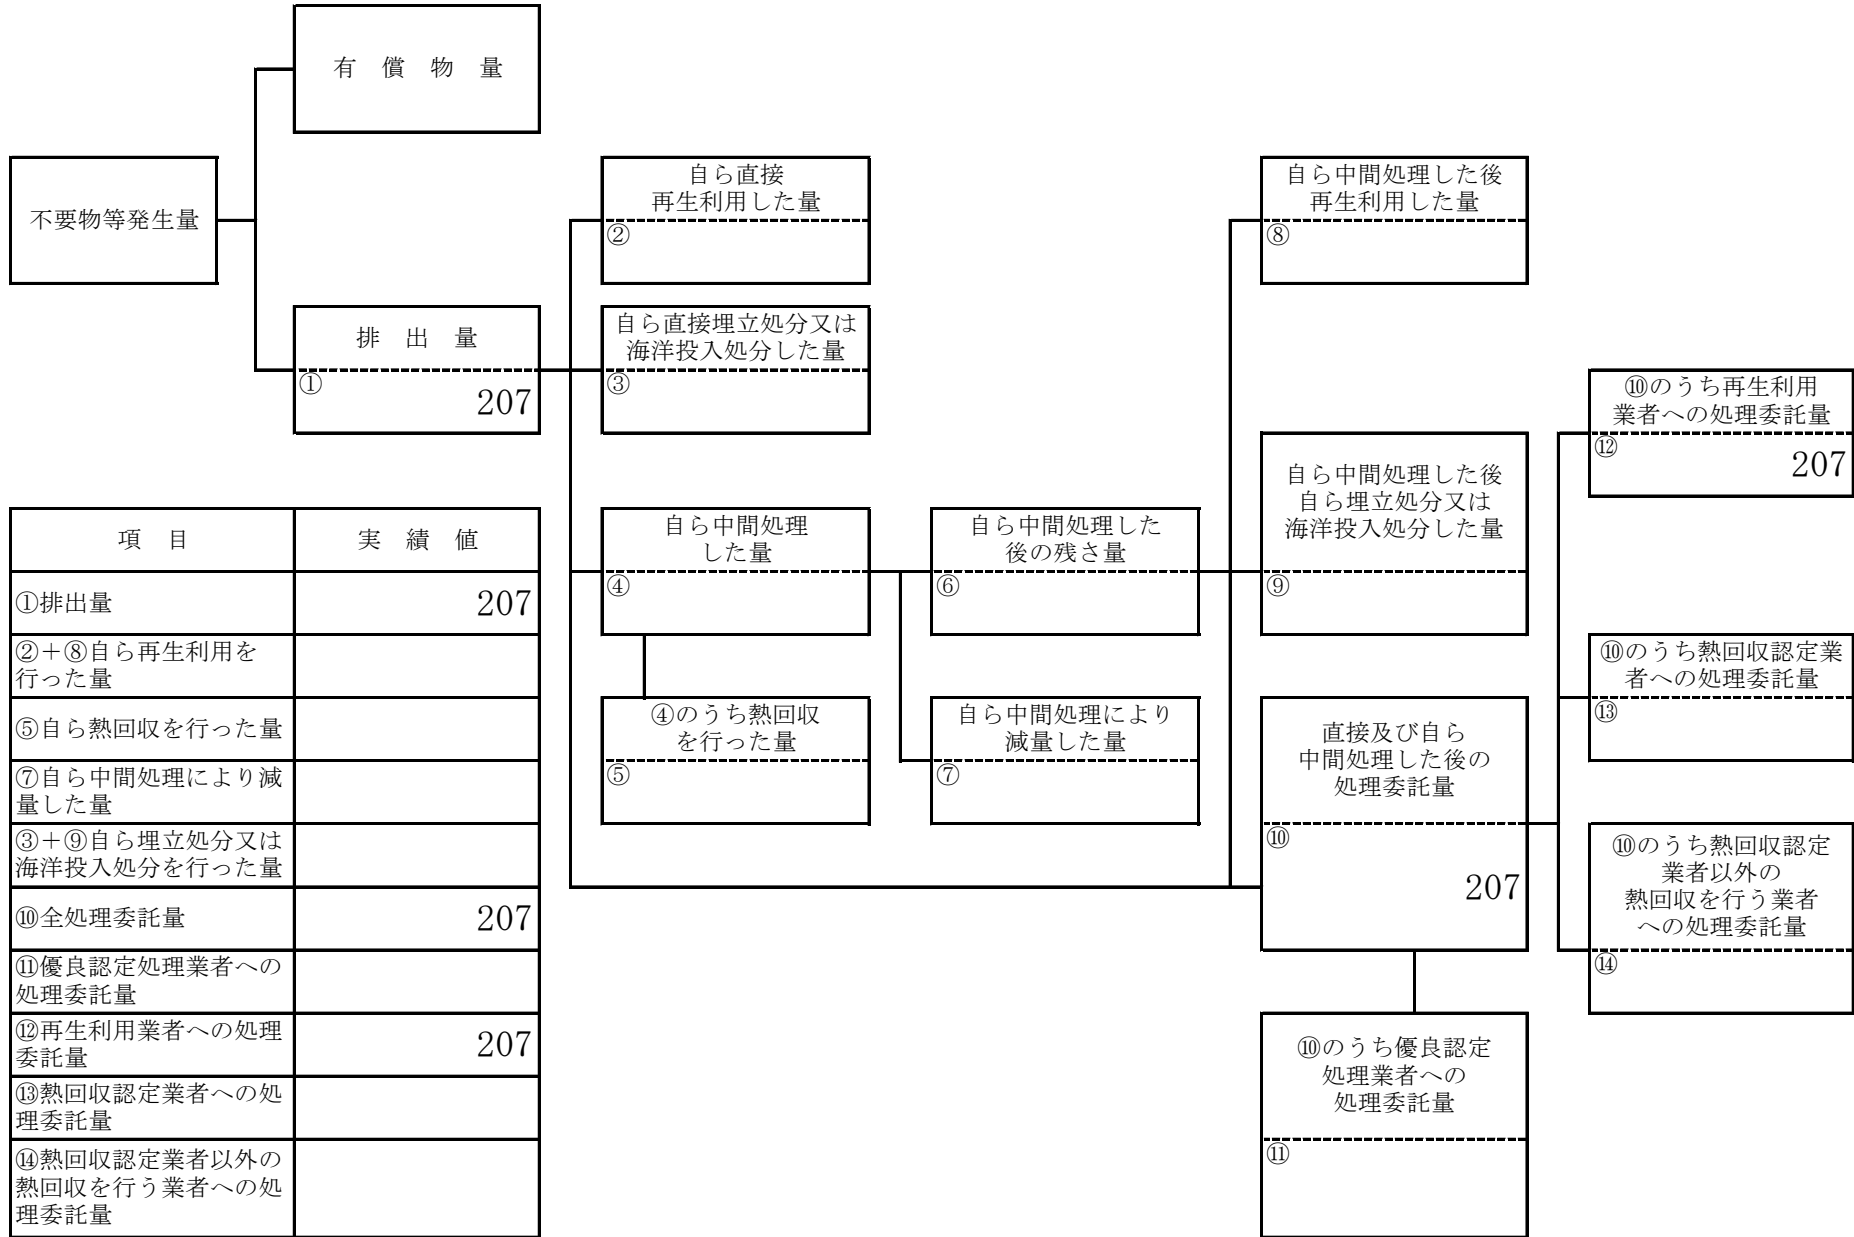 有　償　物　量
不要物等発生量
自ら直接
再生利用した量
②
自ら中間処理した後
再生利用した量
⑧
排　出　量
①
207
自ら直接埋立処分又は
海洋投入処分した量
③
⑩のうち再生利用
業者への処理委託量
⑫
207
自ら中間処理した後
自ら埋立処分又は
海洋投入処分した量
⑨
自ら中間処理
した量
④
自ら中間処理した
後の残さ量
⑥
⑩のうち熱回収認定業
者への処理委託量
⑬
④のうち熱回収
を行った量
⑤
自ら中間処理により
減量した量
⑦
直接及び自ら
中間処理した後の
処理委託量
⑩
207
⑩のうち熱回収認定
業者以外の
熱回収を行う業者
への処理委託量
⑭
⑩のうち優良認定
処理業者への
処理委託量
⑪
項　目　実　績　値
①排出量　207
②＋⑧自ら再生利用を
行った量
⑤自ら熱回収を行った量
⑦自ら中間処理により減
量した量
③＋⑨自ら埋立処分又は
海洋投入処分を行った量
⑩全処理委託量　207
⑪優良認定処理業者への
処理委託量
⑫再生利用業者への処理
委託量　207
⑬熱回収認定業者への処
理委託量
⑭熱回収認定業者以外の
熱回収を行う業者への処
理委託量